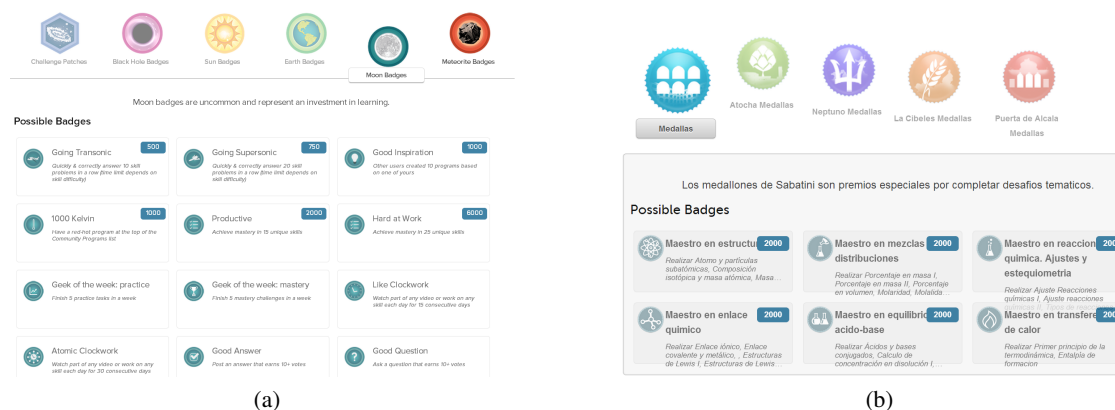 Challenge Patches
Black Hole Badges
Sun Badges
Earth Badges
Moon Badges
Meteorite Badges
Moon badges are uncommon and represent an investment in learning.
Possible Badges
Going Transonic
500
Quickly & correctly answer 10 skill
problems in a row (time limit depends on
skill difficulty)
Going Supersonic
750
Quickly & correctly answer 20 skill
problems in a row (time limit depends on
skill difficulty)
Good Inspiration
1000
Other users created 10 programs based
on one of yours
1000 Kelvin
1000
Have a red-hot program at the top of the
Community Programs list
Productive
2000
Achieve mastery in 15 unique skills
Hard at Work
6000
Achieve mastery in 25 unique skills
Geek of the week: practice
Finish 5 practice tasks in a week
Geek of the week: mastery
Finish 5 mastery challenges in a week
Like Clockwork
Watch part of any video or work on any
skill each day for 15 consecutive days
Atomic Clockwork
Watch part of any video or work on any
skill each day for 30 consecutive days
Good Answer
Post an answer that earns 10+ votes
Good Question
Ask a question that earns 10+ votes
(a)
Medallas
Atocha Medallas
Neptuno Medallas
La Cibeles Medallas
Puerta de Alcala
Medallas
Los medallones de Sabatini son premios especiales por completar desafios tematicos.
Possible Badges
Maestro en estructu
2000
Realizar Atomo y partículas
subatómicas, Composición
isotópica y masa atómica, Masa...
Maestro en mezclas
2000
distribuciones
Realizar Porcentaje en masa I,
Porcentaje en masa II, Porcentaje
en volumen, Molaridad, Molalida...
Maestro en reaccion
200
quimica. Ajustes y
estequiometria
Realizar Ajuste Reacciones
químicas I, Ajuste reacciones
Maestro en enlace
2000
quimico
Realizar Enlace iónico, Enlace
covalente y metálico, , Estructuras
de Lewis I, Estructuras de Lewis...
Maestro en equilibric
2000
acido-base
Realizar Ácidos y bases
conjugados, Calculo de
concentración en disolución I, ...
Maestro en transfere
200
de calor
Realizar Primer principio de la
termodinámica, Entalpía de
formacion
(b)